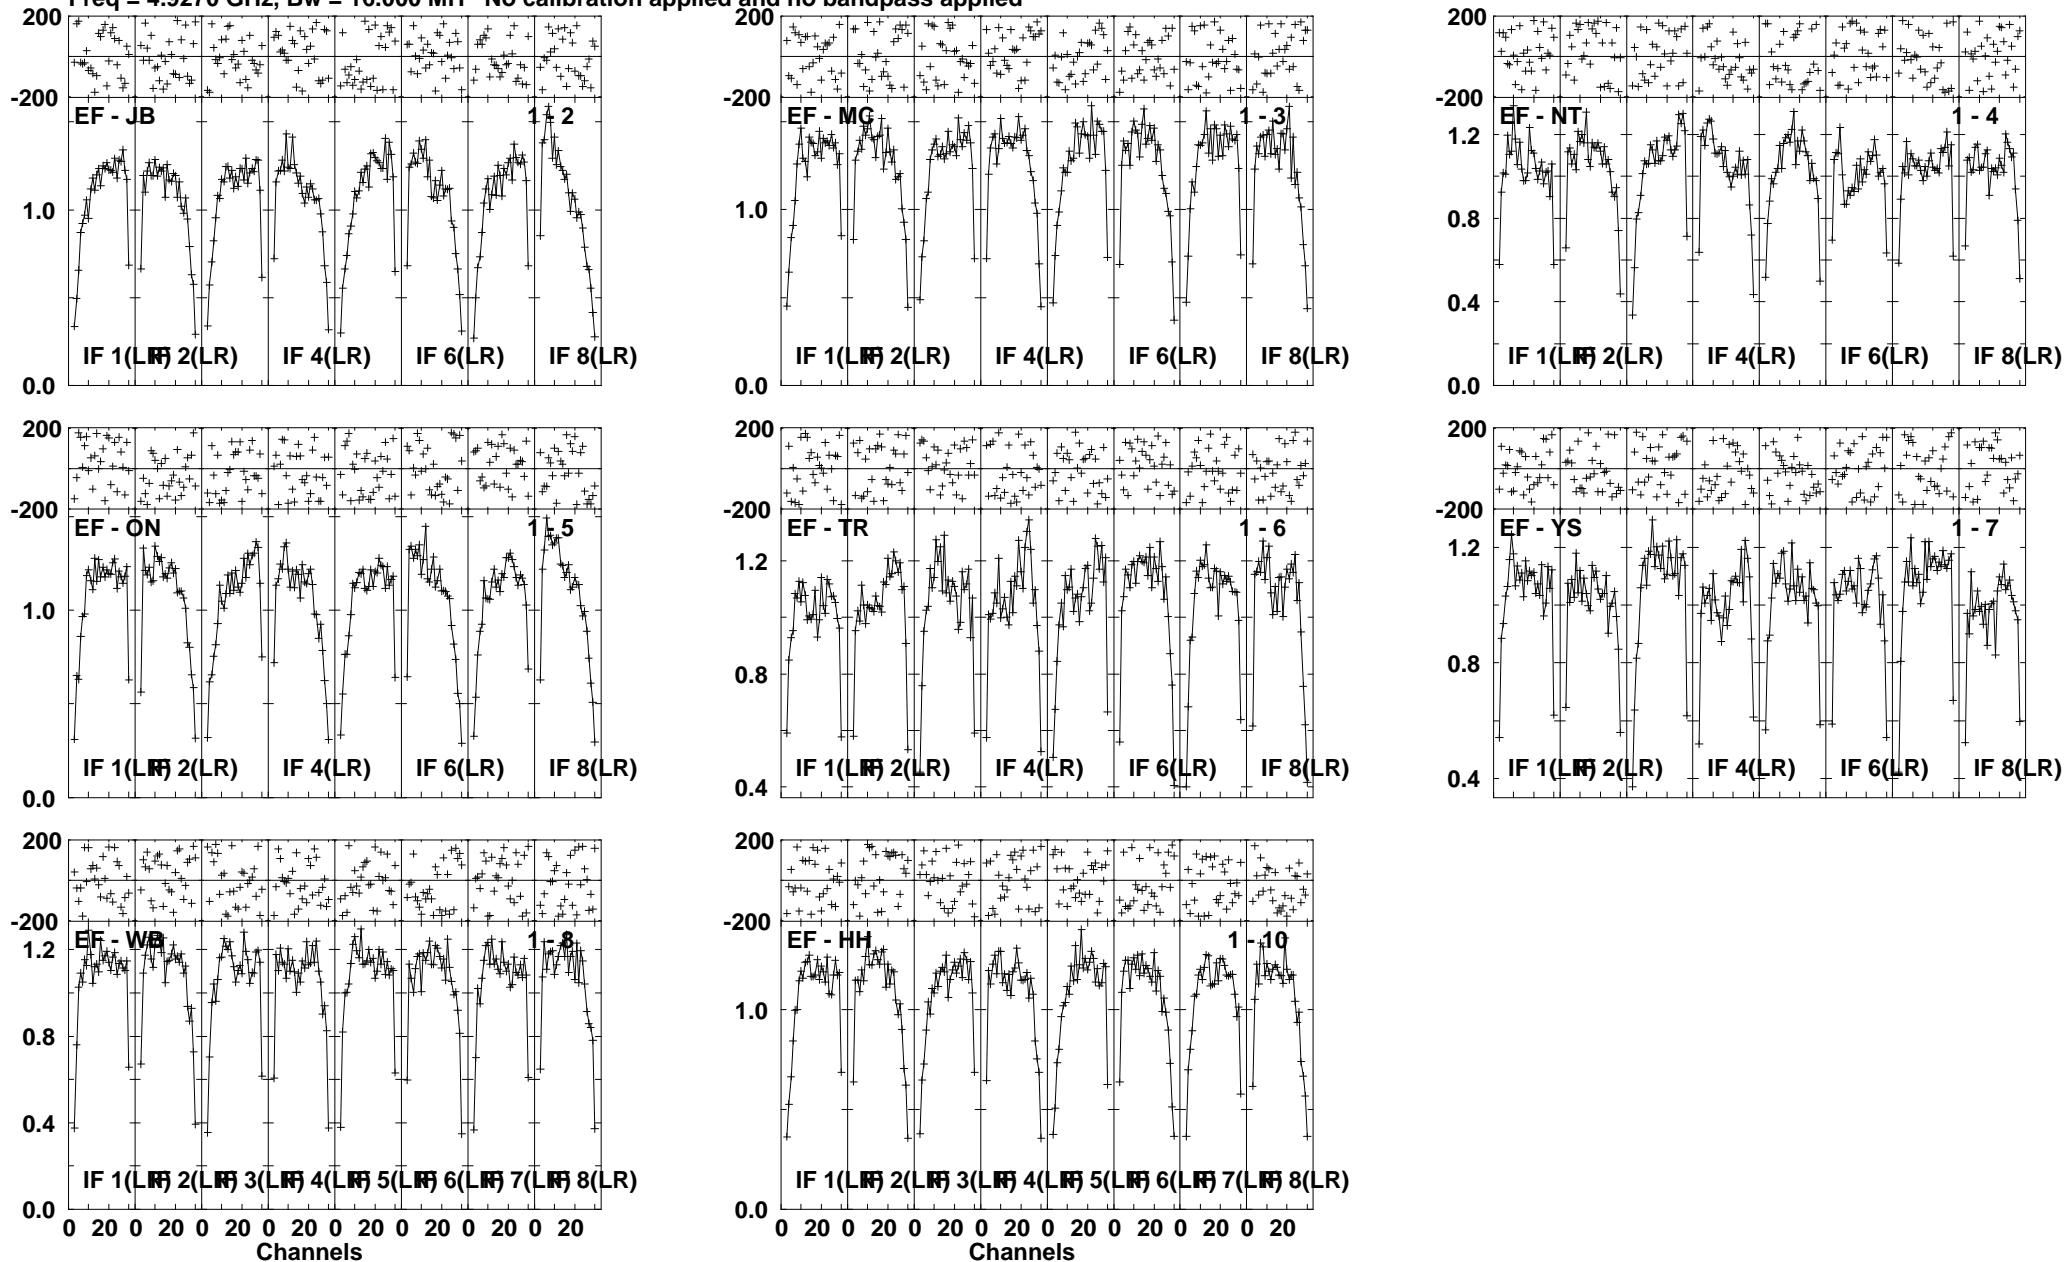 Freq = 4.9276 GHz, Bw = 16.000 MH No calibration applied and no bandpass applied
200 200 200
-200 -200 -200
EF - JB 1 - 2 EF - MC 1 - 3 EF - NT 1 - 4
1.2
1.0 1.0 1.0
0.8
0.4
IF 1(LR) IF 2(LR) IF 4(LR) IF 6(LR) IF 8(LR) IF 1(LR) IF 2(LR) IF 4(LR) IF 6(LR) IF 8(LR) IF 1(LR) IF 2(LR) IF 4(LR) IF 6(LR) IF 8(LR)
0.0 0.0 0.0
200 200 200
-200 -200 -200
EF - ON 1 - 5 EF - TR 1 - 6 EF - YS 1 - 7
1.2 1.2
1.0
0.8 0.8
IF 1(LR) IF 2(LR) IF 4(LR) IF 6(LR) IF 8(LR) IF 1(LR) IF 2(LR) IF 4(LR) IF 6(LR) IF 8(LR) IF 1(LR) IF 2(LR) IF 4(LR) IF 6(LR) IF 8(LR)
0.0 0.4 0.4
200 200
-200 -200
EF - WB 1 - 8 EF - HH 1 - 10
1.2
1.0
0.8
0.4
IF 1(LR) IF 2(LR) IF 3(LR) IF 4(LR) IF 5(LR) IF 6(LR) IF 7(LR) IF 8(LR) IF 1(LR) IF 2(LR) IF 3(LR) IF 4(LR) IF 5(LR) IF 6(LR) IF 7(LR) IF 8(LR)
0.0 0.0
0 20 0 20 0 20 0 20 0 20 0 20 0 20 0 20 0 20 0 20 0 20 0 20 0 20 0 20 0 20 0 20
Channels Channels